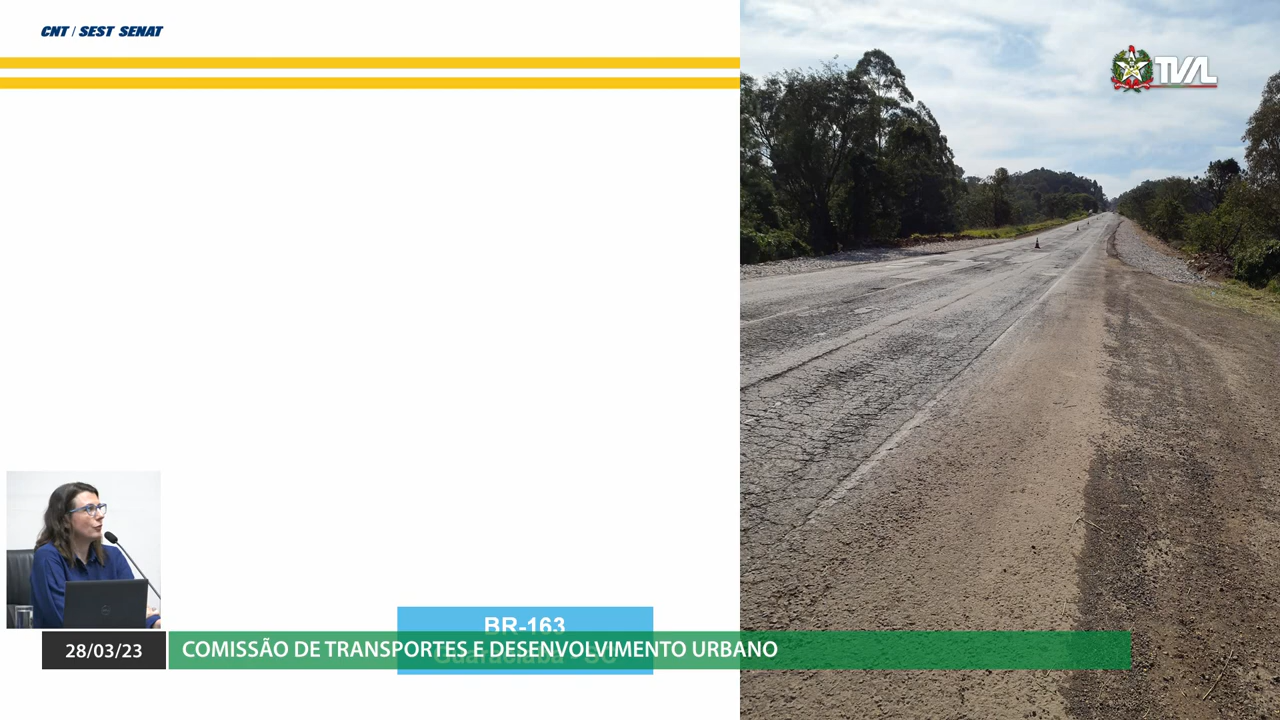 CNT / SEST SENAT
TVAL
BR-163
28/03/23
COMISSÃO DE TRANSPORTES E DESENVOLVIMENTO URBANO